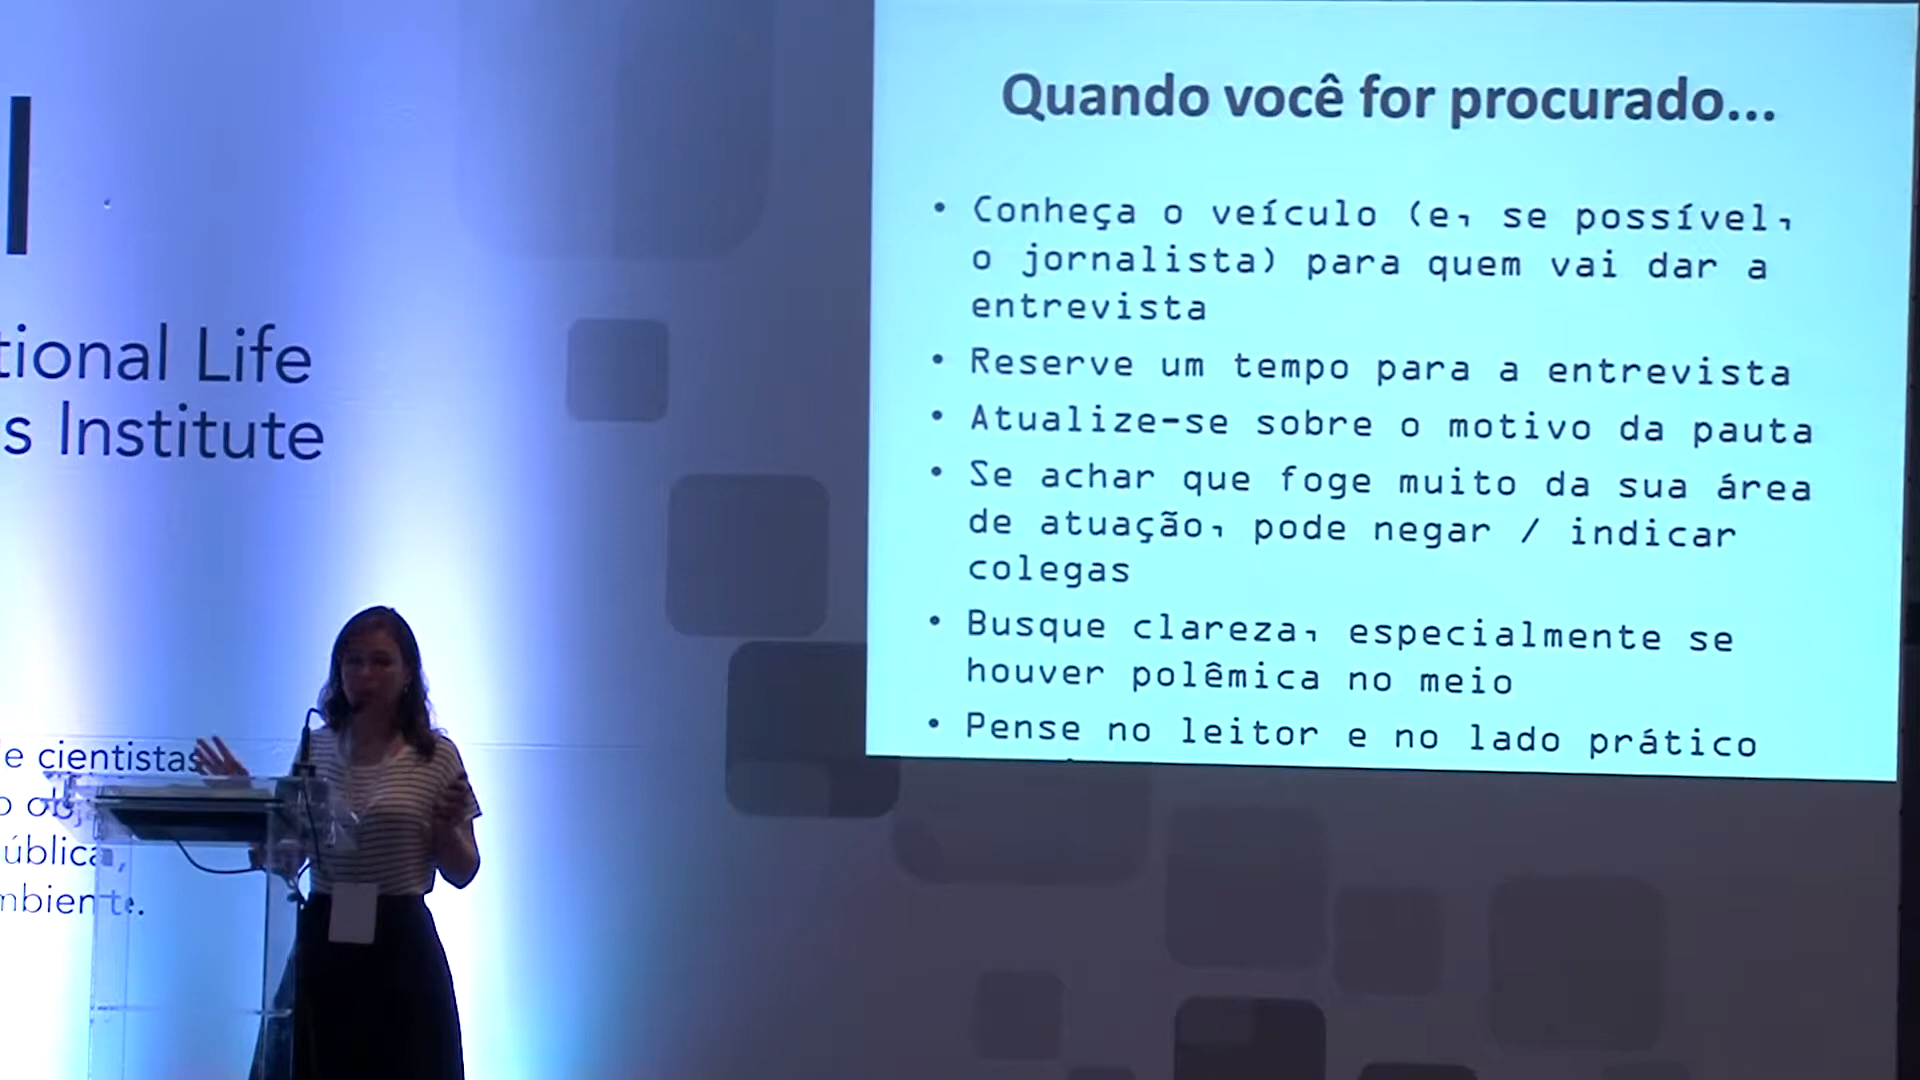 tional Life
s Institute
e cientistas
ública,
mbiente.
Quando você for procurado...
• Conheça o veículo (e, se possível,
o jornalista) para quem vai dar a
entrevista
• Reserve um tempo para a entrevista
• Atualize-se sobre o motivo da pauta
• Se achar que foge muito da sua área
de atuação, pode negar / indicar
colegas
• Busque clareza, especialmente se
houver polêmica no meio
• Pense no leitor e no lado prático